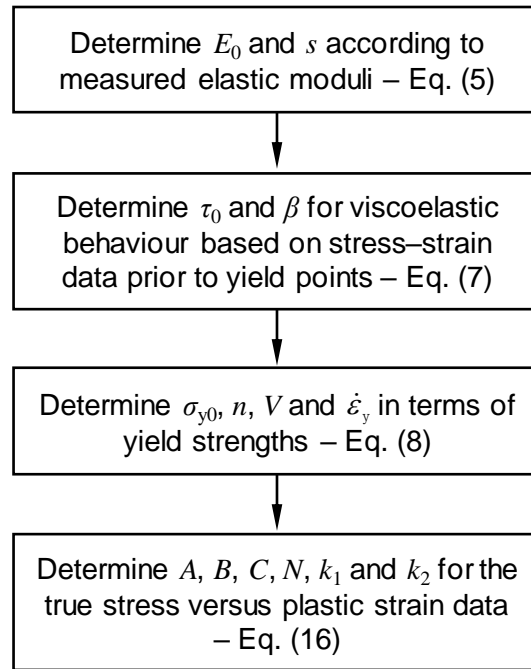 Determine E₀ and s according to
measured elastic moduli – Eq. (5)
Determine τ₀ and β for viscoelastic
behaviour based on stress–strain
data prior to yield points – Eq. (7)
Determine σ_y0, n, V and ε̇_y in terms of
yield strengths – Eq. (8)
Determine A, B, C, N, k₁ and k₂ for the
true stress versus plastic strain data
– Eq. (16)